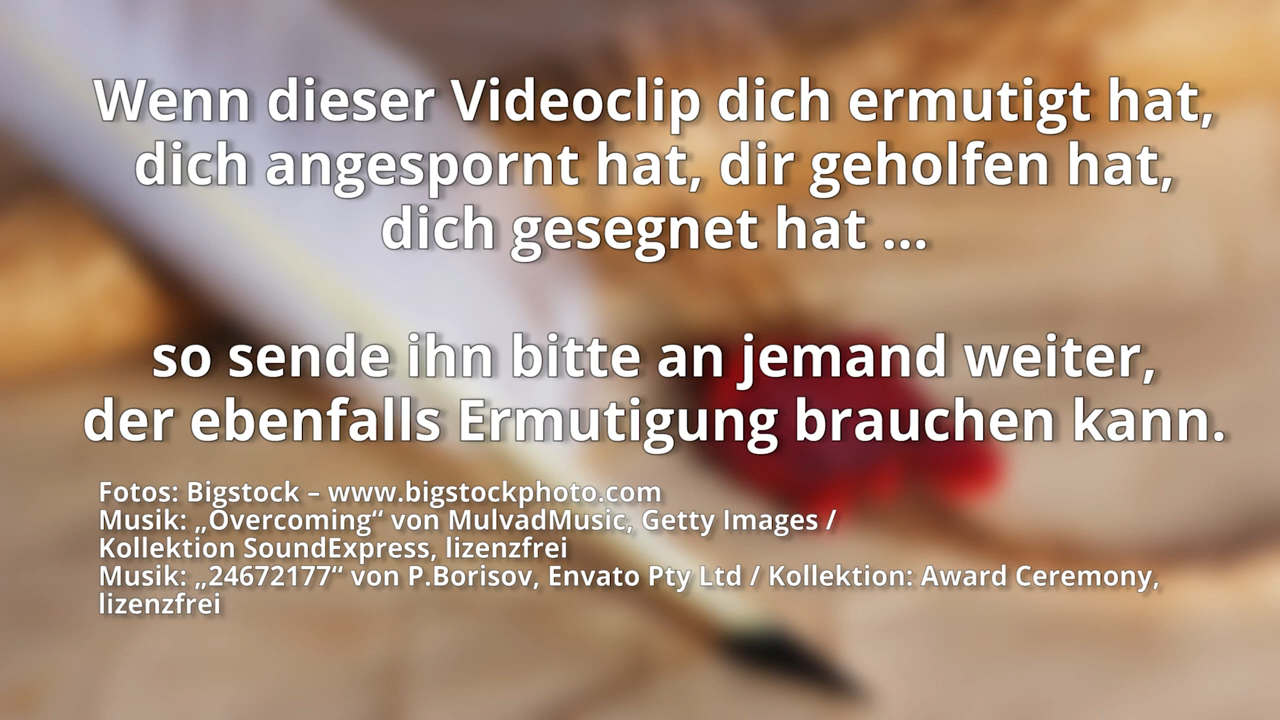 Wenn dieser Videoclip dich ermutigt hat,
dich angespornt hat, dir geholfen hat,
dich gesegnet hat ...
so sende ihn bitte an jemand weiter,
der ebenfalls Ermutigung brauchen kann.
Fotos: Bigstock – www.bigstockphoto.com
Musik: „Overcoming“ von MulvadMusic, Getty Images /
Kollektion SoundExpress, lizenzfrei
Musik: „24672177“ von P.Borisov, Envato Pty Ltd / Kollektion: Award Ceremony,
lizenzfrei